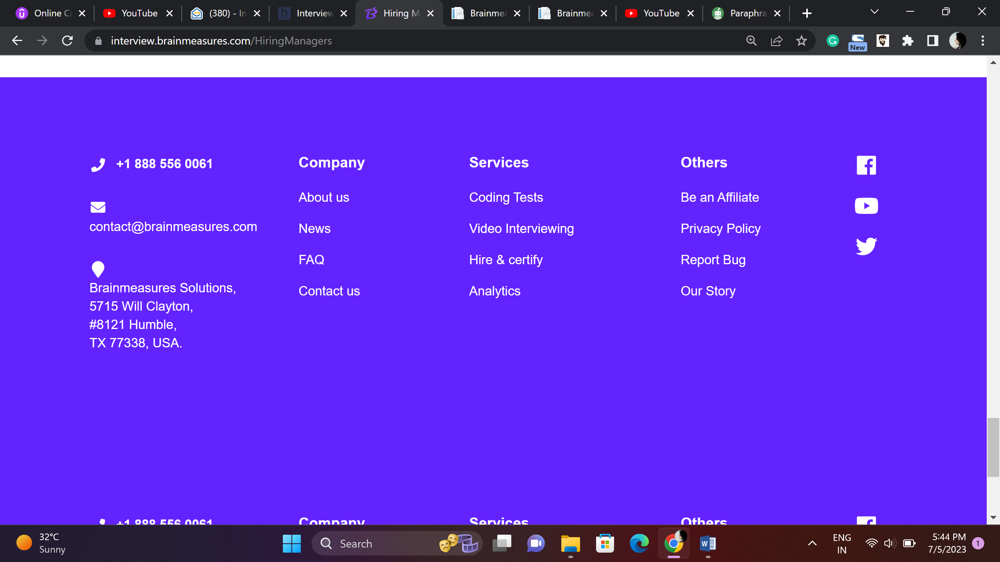 Online Co
YouTube
(380) - In
Interview
Hiring M
Brainmea
Brainmea
YouTube
Paraphra
interview.brainmeasures.com/HiringManagers
New
+1 888 556 0061
contact@brainmeasures.com
Brainmeasures Solutions,
5715 Will Clayton,
#8121 Humble,
TX 77338, USA.
Company
About us
News
FAQ
Contact us
Services
Coding Tests
Video Interviewing
Hire & certify
Analytics
Others
Be an Affiliate
Privacy Policy
Report Bug
Our Story
+1 888 556 0061
Company
Services
Others
32°C
Sunny
Search
ENG
IN
5:44 PM
7/5/2023
1